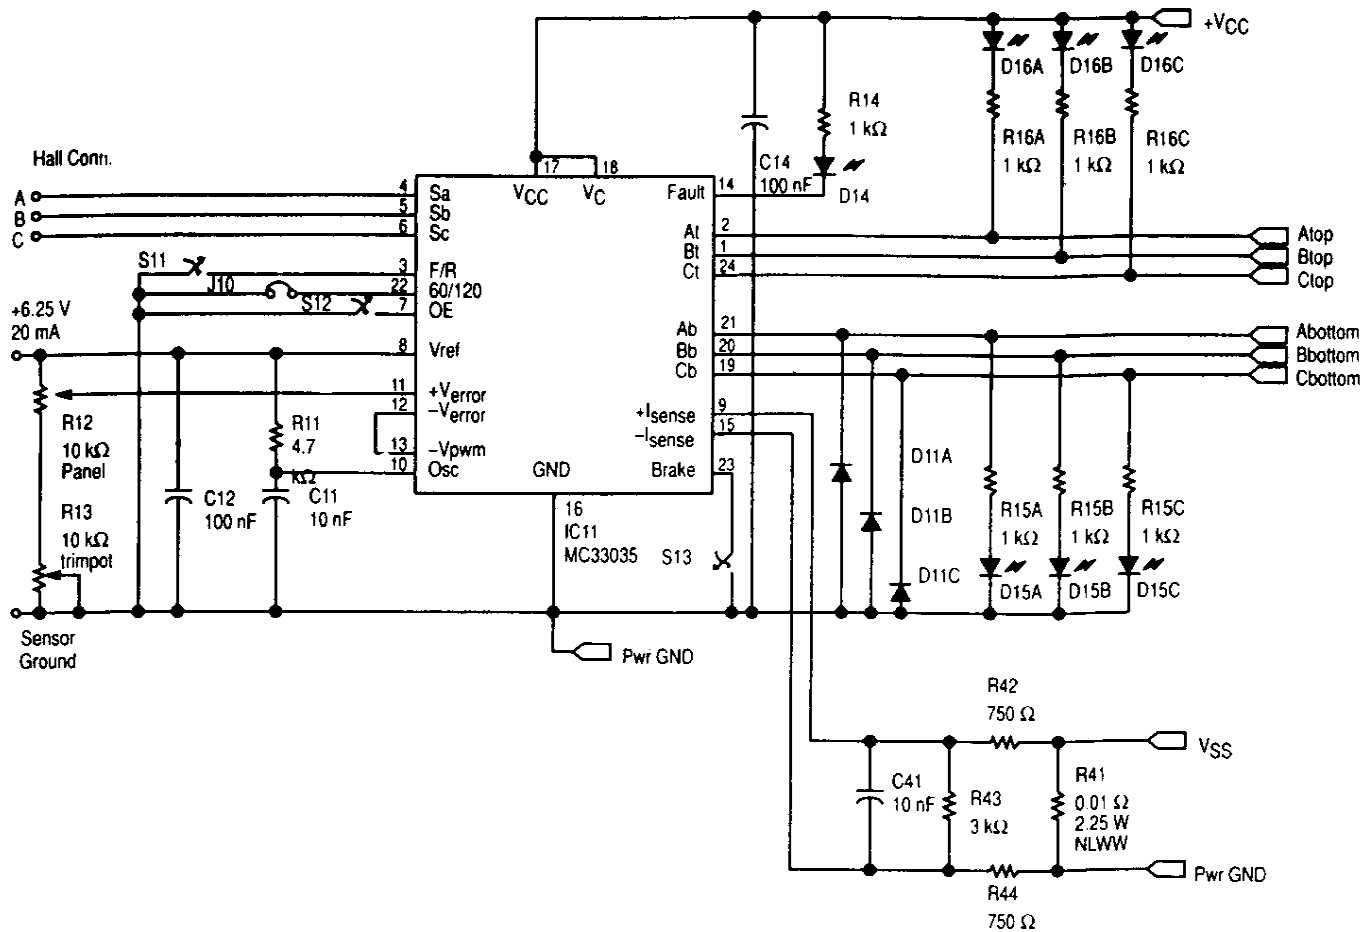 +VCC
D16A
D16B
D16C
R14
1 kΩ
R16A
1 kΩ
R16B
1 kΩ
R16C
1 kΩ
C14
100 nF
D14
Hall Conn.
A
B
C
4
5
6
Sa
Sb
Sc
17
18
VCC
VC
Fault
14
At
2
Bt
1
Ct
24
Atop
Btop
Ctop
S11
J10
S12
3
22
7
F/R
60/120
OE
+6.25 V
20 mA
8
Vref
Ab
21
Bb
20
Cb
19
Abottom
Bbottom
Cbottom
11
+Verror
12
−Verror
13
−Vpwm
10
Osc
+Isense
9
−Isense
15
Brake
23
GND
16
IC11
MC33035
S13
R12
10 kΩ
Panel
R11
4.7
kΩ
R13
10 kΩ
trimpot
C12
100 nF
C11
10 nF
D11A
D11B
D11C
R15A
1 kΩ
R15B
1 kΩ
R15C
1 kΩ
D15A
D15B
D15C
Sensor
Ground
Pwr GND
R42
750 Ω
VSS
C41
10 nF
R43
3 kΩ
R41
0.01 Ω
2.25 W
NLWW
R44
750 Ω
Pwr GND